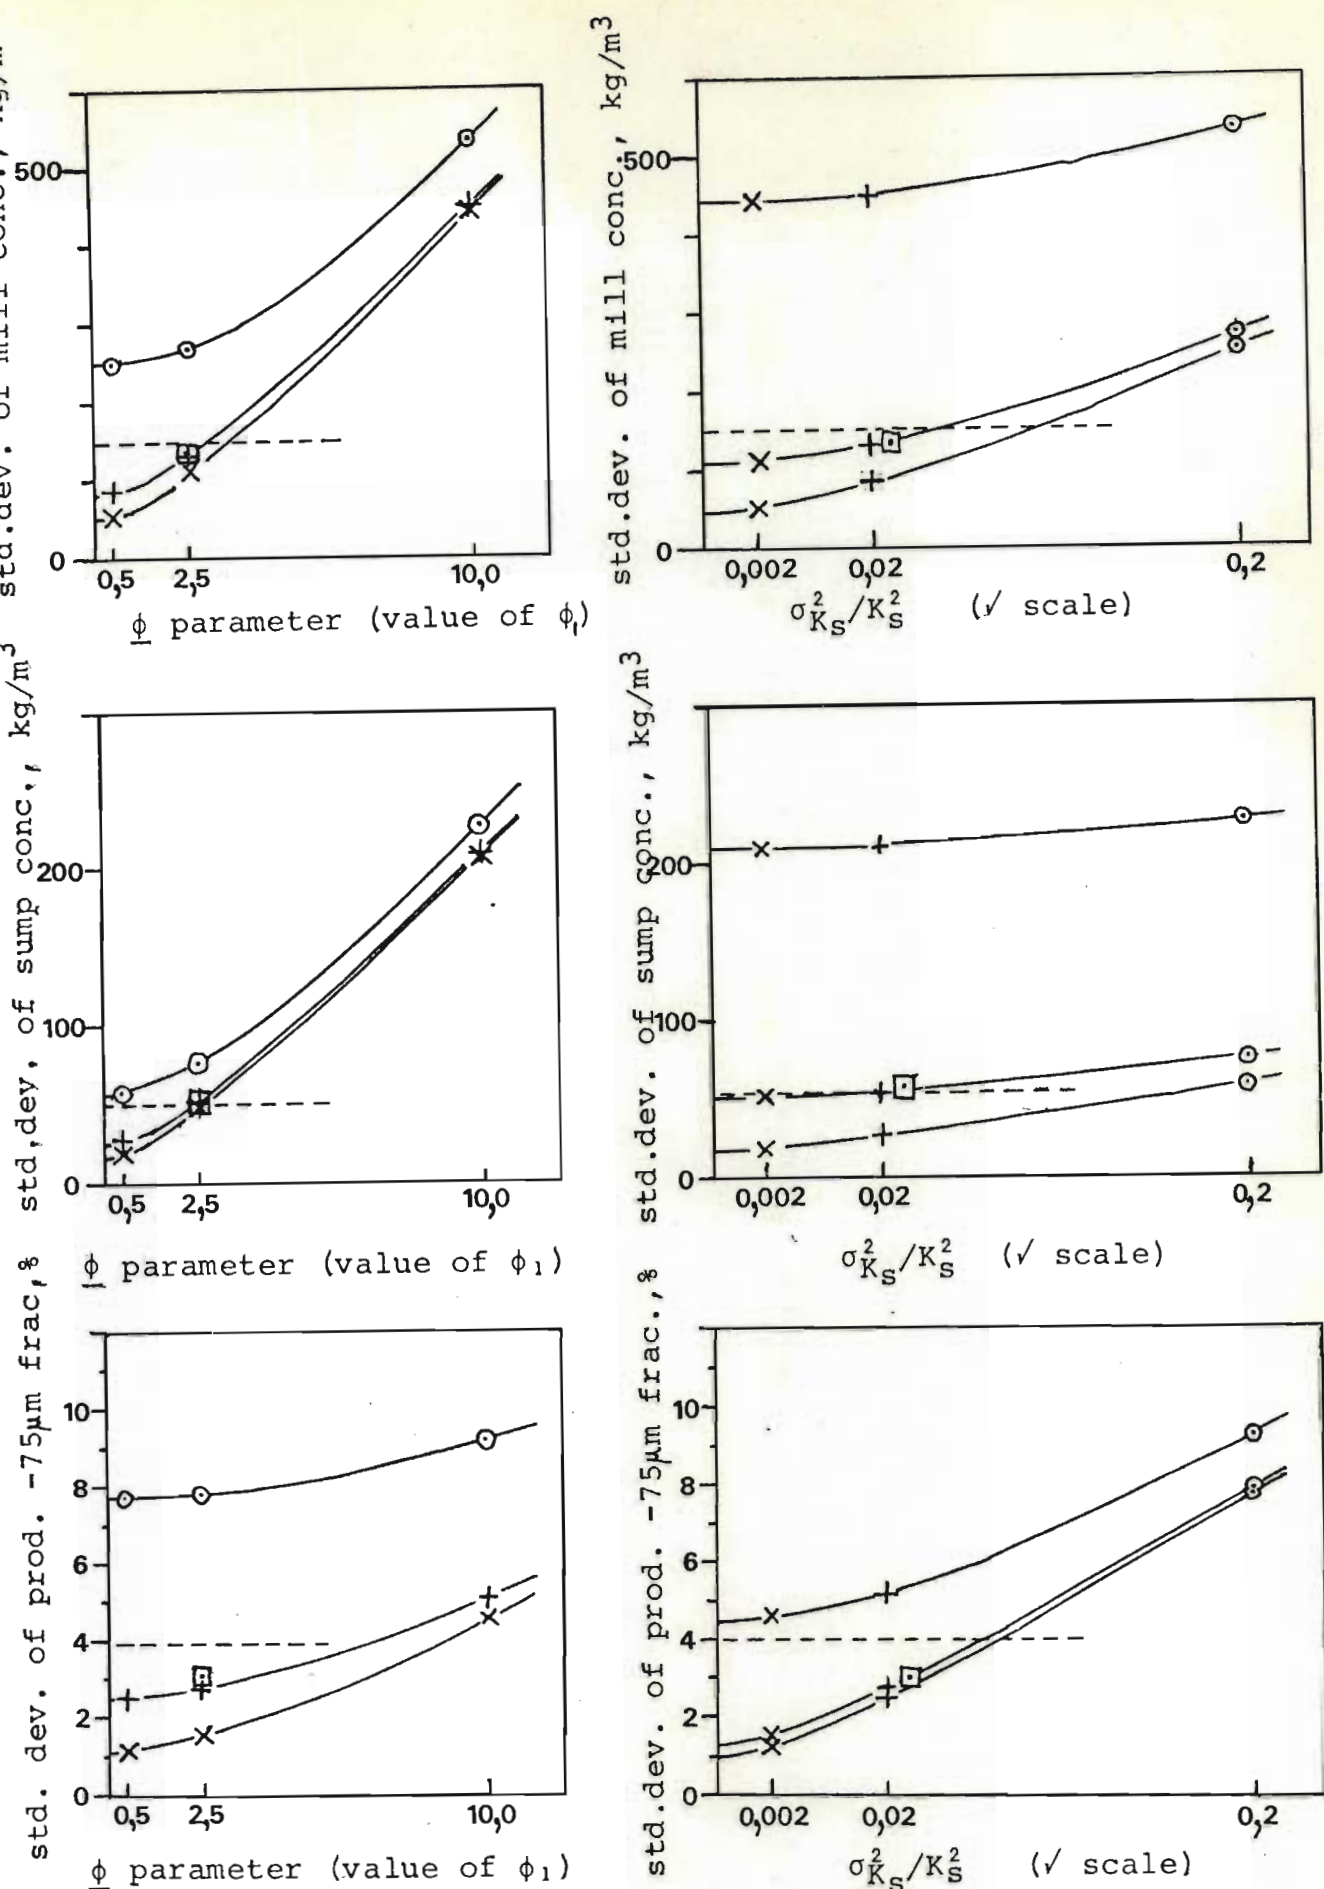 std.dev. of mill conc., kg/m
500
0
0,5 2,5 10,0
ϕ parameter (value of ϕ₁)
std.dev. of mill conc., kg/m³
500
0
0,002 0,02 0,2
σ²Ks/K²s (√ scale)
std,dev. of sump conc., kg/m³
200
100
0
0,5 2,5 10,0
ϕ parameter (value of ϕ₁)
std.dev. of sump conc., kg/m³
200
100
0
0,002 0,02 0,2
σ²Ks/K²s (√ scale)
std. dev. of prod. -75μm frac,%
10
8
6
4
2
0
0,5 2,5 10,0
ϕ parameter (value of ϕ₁)
std.dev. of prod. -75μm frac.,%
10
8
6
4
2
0
0,002 0,02 0,2
σ²Ks/K²s (√ scale)